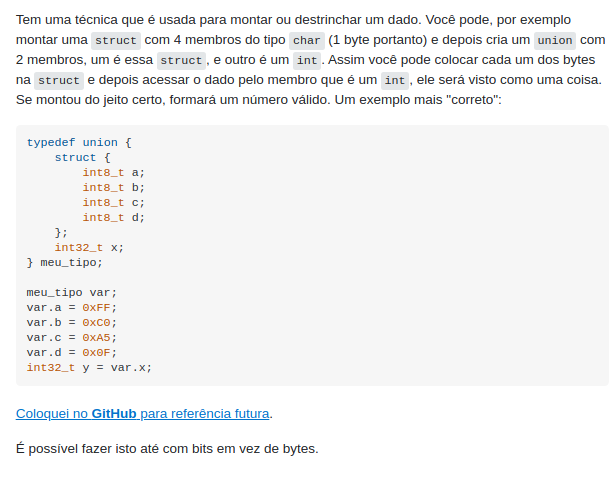 Tem uma técnica que é usada para montar ou destrinchar um dado. Você pode, por exemplo
montar uma struct com 4 membros do tipo char (1 byte portanto) e depois cria um union com
2 membros, um é essa struct, e outro é um int. Assim você pode colocar cada um dos bytes
na struct e depois acessar o dado pelo membro que é um int, ele será visto como uma coisa.
Se montou do jeito certo, formará um número válido. Um exemplo mais "correto":
typedef union {
    struct {
        int8_t a;
        int8_t b;
        int8_t c;
        int8_t d;
    };
    int32_t x;
} meu_tipo;

meu_tipo var;
var.a = 0xFF;
var.b = 0xC0;
var.c = 0xA5;
var.d = 0x0F;
int32_t y = var.x;
Coloquei no GitHub para referência futura.
É possível fazer isto até com bits em vez de bytes.